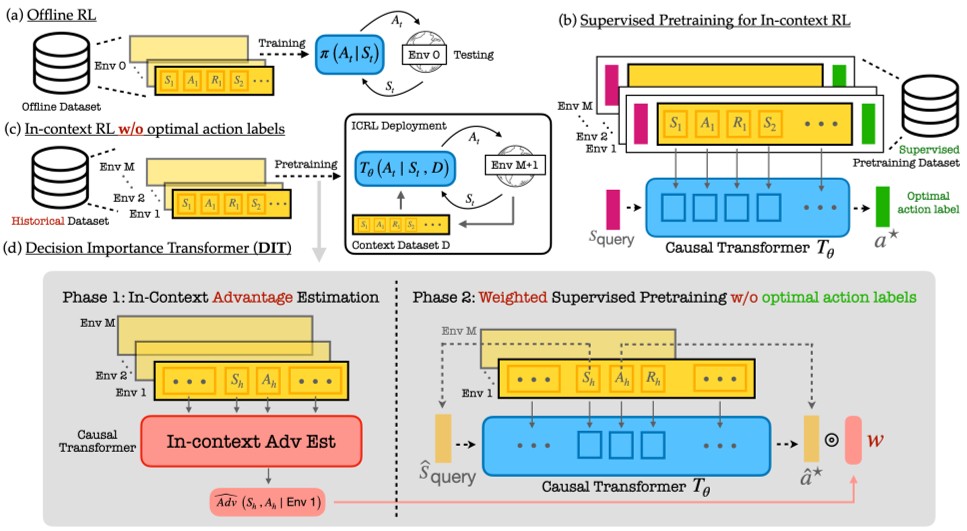 (a) Offline RL
Env 0
Offline Dataset
S₁ A₁ R₁ S₂ ···
Training
π (Aₜ | Sₜ)
Aₜ
Env 0
Testing
Sₜ
(b) Supervised Pretraining for In-context RL
Env M
Env 2
Env 1
S₁ A₁ R₁ S₂ ···
Supervised
Pretraining Dataset
Squery
···
Causal Transformer Tθ
Optimal
action label
a⋆
(c) In-context RL w/o optimal action labels
Env M
Env 2
Env 1
Historical Dataset
S₁ A₁ R₁ S₂ ···
Pretraining
ICRL Deployment
Tθ (Aₜ | Sₜ , D)
Aₜ
Env M+1
Sₜ
S₁ A₁ R₁ S₂ ···
Context Dataset D
(d) Decision Importance Transformer (DIT)
Phase 1: In-Context Advantage Estimation
Env M
Env 2
Env 1
··· Sₕ Aₕ ···
Causal
Transformer
In-context Adv Est
Âdv (Sₕ , Aₕ | Env 1)
Phase 2: Weighted Supervised Pretraining w/o optimal action labels
Env M
Env 1
··· Sₕ Aₕ Rₕ ···
ŝquery
··· ···
Causal Transformer Tθ
â⋆
⊙ w